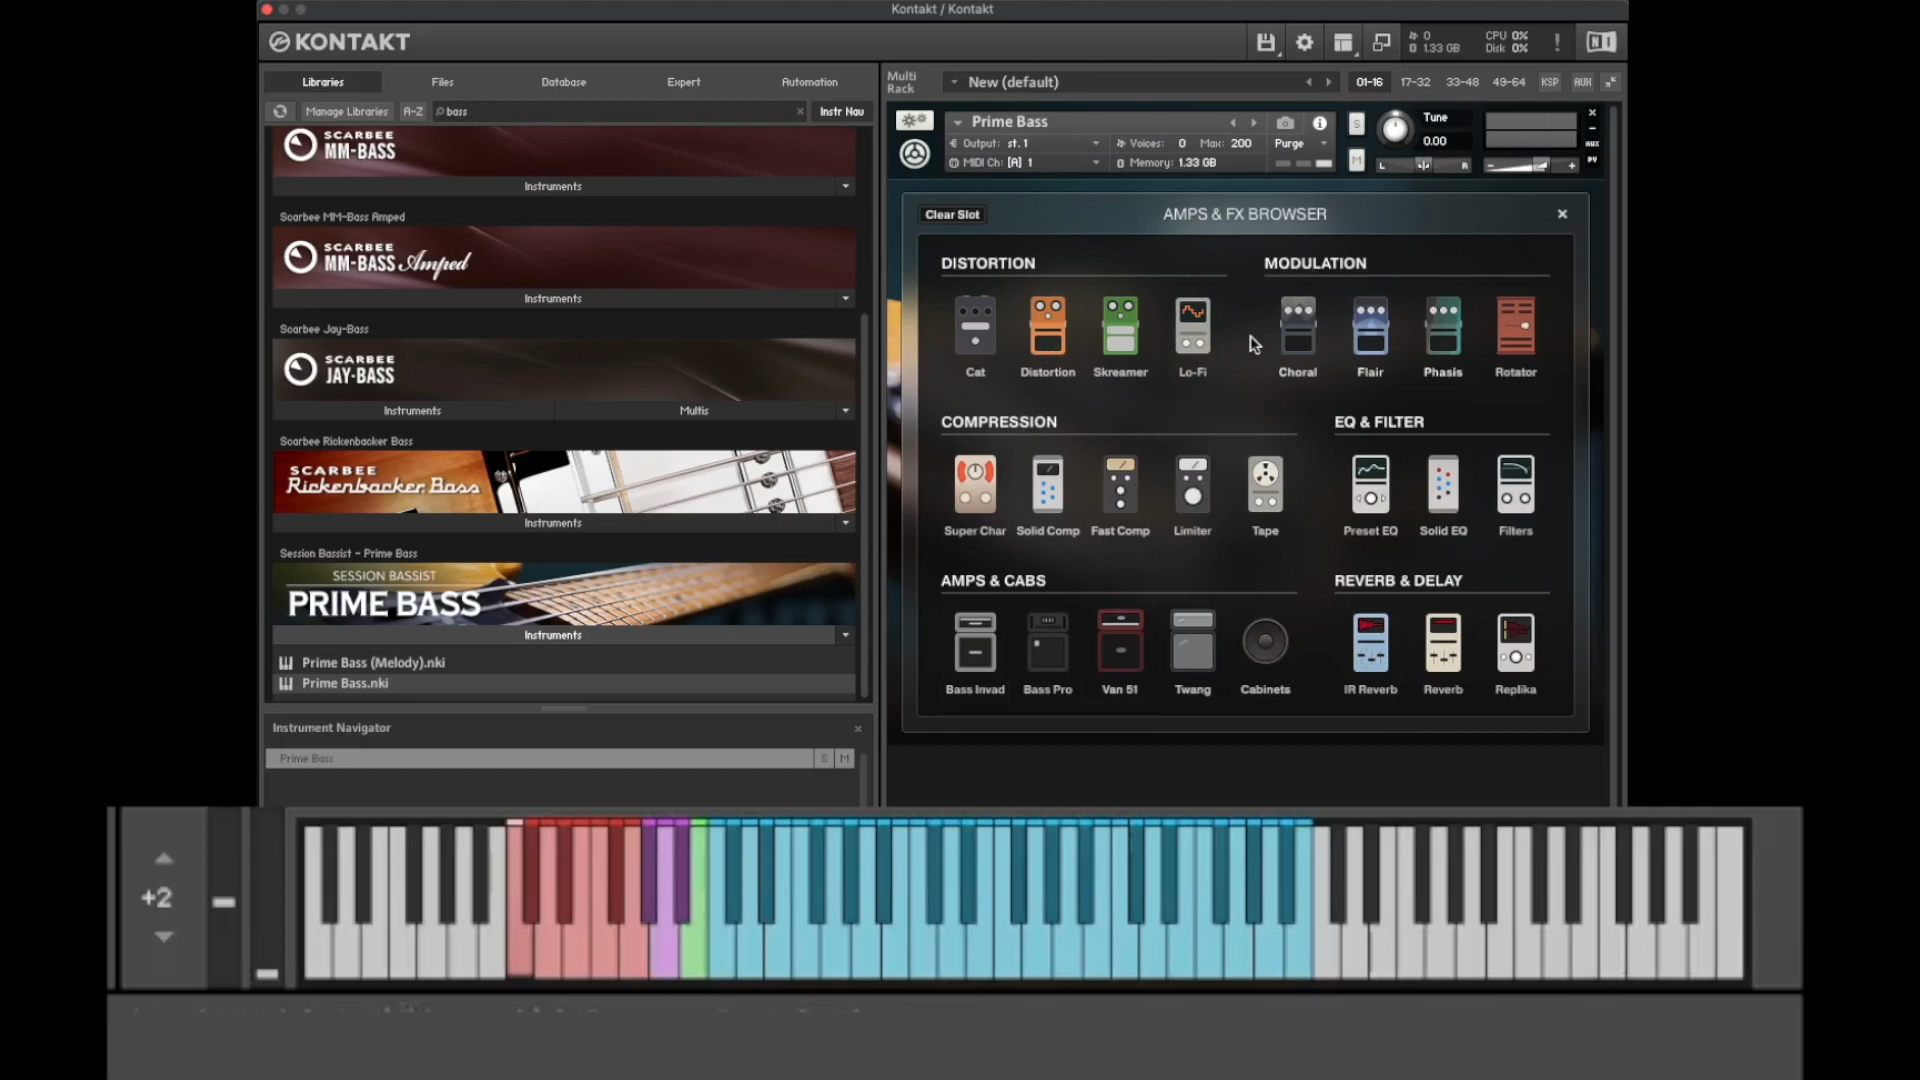 Kontakt / Kontakt
KONTAKT
0
1.33 GB
CPU 0%
Disk 0%
!
NI
Libraries Files Database Expert Automation
Manage Libraries A-Z bass × Instr Nav
SCARBEE
MM-BASS
Instruments
Scarbee MM-Bass Amped
SCARBEE
MM-BASS Amped
Instruments
Scarbee Jay-Bass
SCARBEE
JAY-BASS
Instruments Multis
Scarbee Rickenbacker Bass
SCARBEE
Rickenbacker Bass
Instruments
Session Bassist - Prime Bass
SESSION BASSIST
PRIME BASS
Instruments
Prime Bass (Melody).nki
Prime Bass.nki
Instrument Navigator ×
Prime Bass S M
+2
Multi
Rack
New (default) 01-16 17-32 33-48 49-64 KSP AUX
Prime Bass
Output: st.1 Voices: 0 Max: 200 Purge
MIDI Ch: [A] 1 Memory: 1.33 GB
S
M
Tune
0.00
L R
- +
×
-
AUX
PV
Clear Slot AMPS & FX BROWSER ×
DISTORTION MODULATION
Cat Distortion Skreamer Lo-Fi Choral Flair Phasis Rotator
COMPRESSION EQ & FILTER
Super Char Solid Comp Fast Comp Limiter Tape Preset EQ Solid EQ Filters
AMPS & CABS REVERB & DELAY
Bass Invad Bass Pro Van 51 Twang Cabinets IR Reverb Reverb Replika